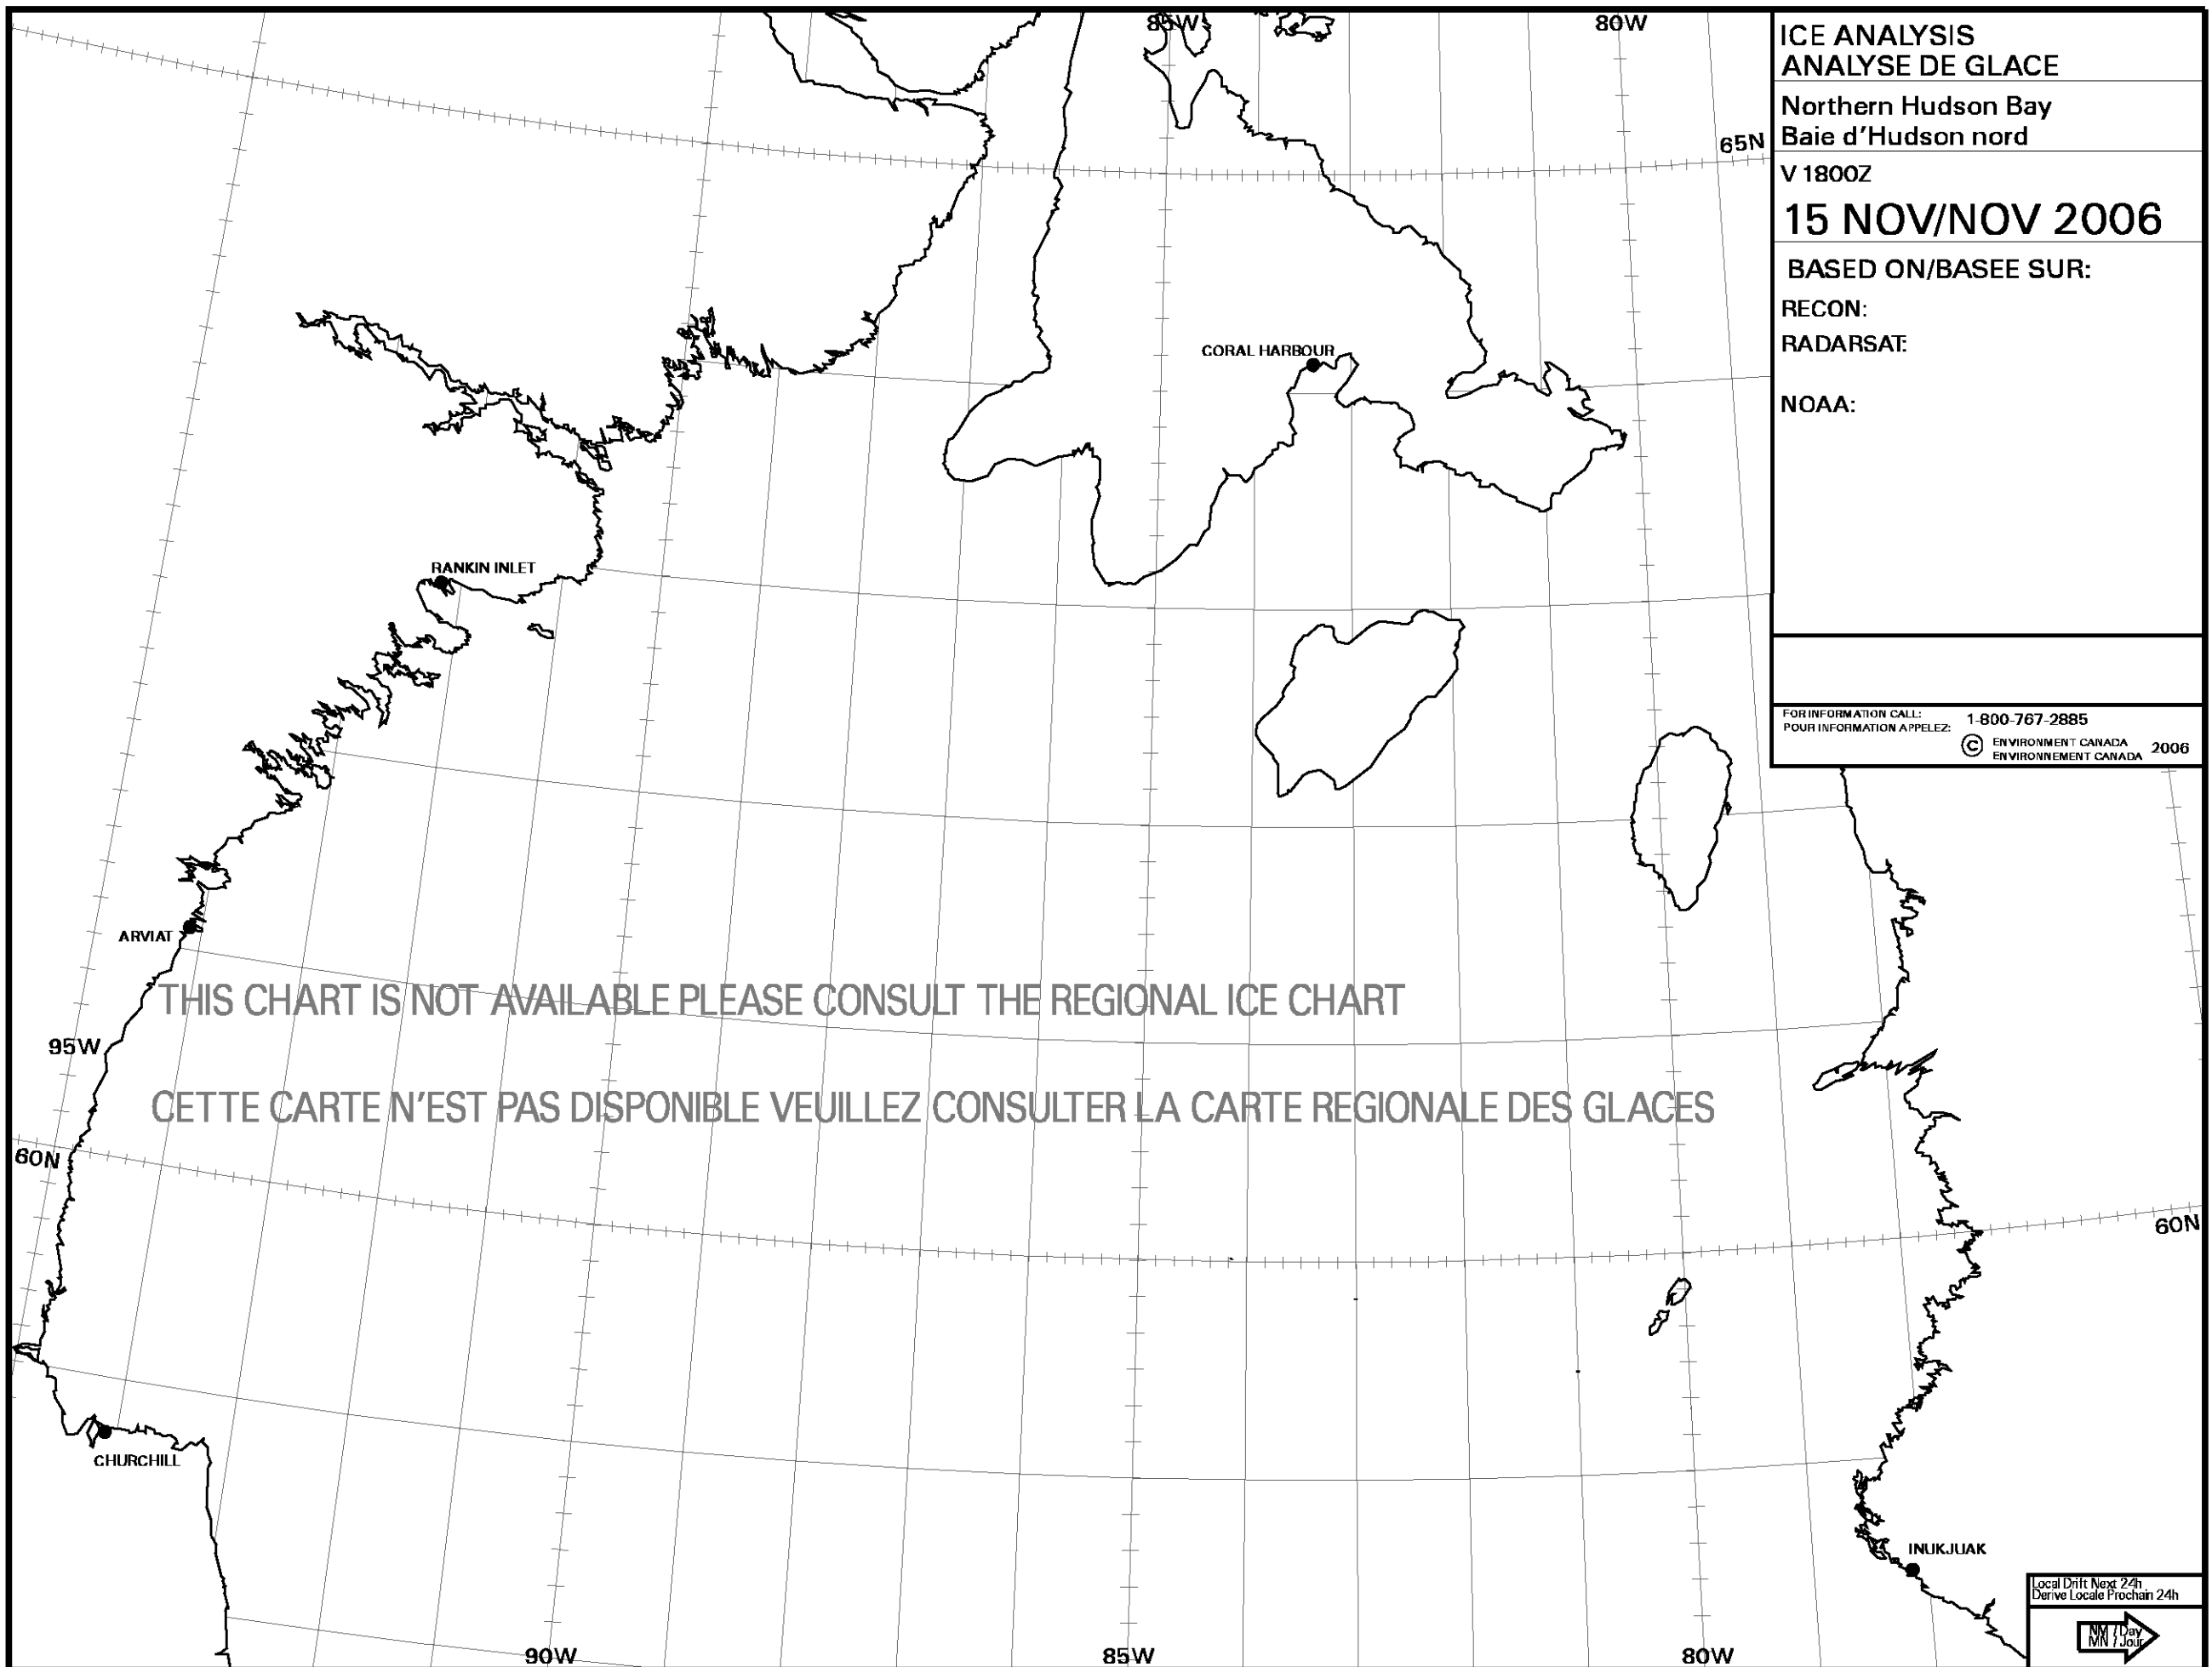 85W
80W
ICE ANALYSIS
ANALYSE DE GLACE
Northern Hudson Bay
Baie d'Hudson nord
65N
V 1800Z
15 NOV/NOV 2006
BASED ON/BASEE SUR:
RECON:
RADARSAT:
NOAA:
CORAL HARBOUR
RANKIN INLET
FOR INFORMATION CALL:
POUR INFORMATION APPELEZ:
1-800-767-2885
© ENVIRONMENT CANADA
ENVIRONNEMENT CANADA
2006
ARVIAT
THIS CHART IS NOT AVAILABLE PLEASE CONSULT THE REGIONAL ICE CHART
95W
CETTE CARTE N'EST PAS DISPONIBLE VEUILLEZ CONSULTER LA CARTE REGIONALE DES GLACES
60N
60N
CHURCHILL
INUKJUAK
Local Drift Next 24h
Derive Locale Prochain 24h
NM / Day
MN / Jour
90W
85W
80W